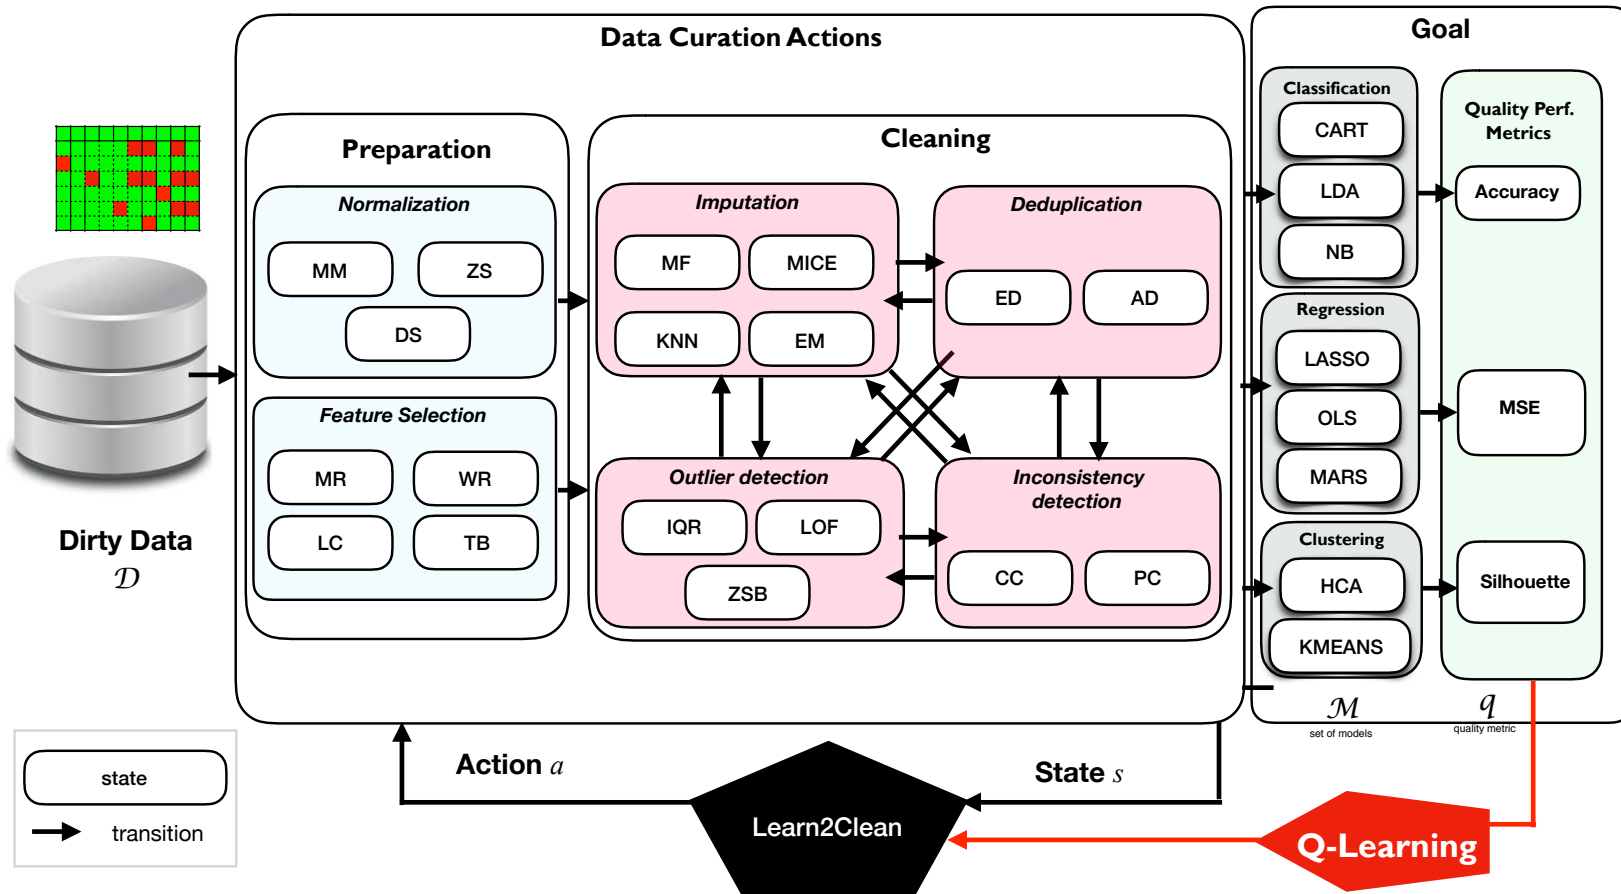 Data Curation Actions
Goal
Preparation
Normalization
MM
ZS
DS
Feature Selection
MR
WR
LC
TB
Cleaning
Imputation
MF
MICE
KNN
EM
Deduplication
ED
AD
Outlier detection
IQR
LOF
ZSB
Inconsistency
detection
CC
PC
Classification
CART
LDA
NB
Regression
LASSO
OLS
MARS
Clustering
HCA
KMEANS
Quality Perf.
Metrics
Accuracy
MSE
Silhouette
ℳ
set of models
q
quality metric
Dirty Data
𝒟
state
transition
Action a
State s
Learn2Clean
Q-Learning